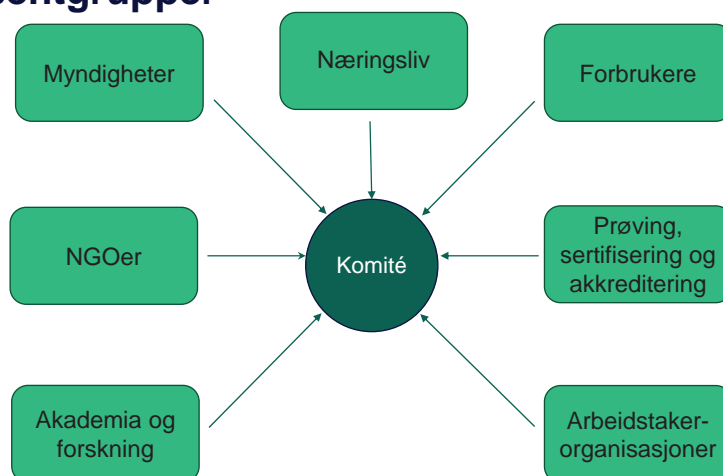 Næringsliv
Myndigheter
Forbrukere
NGOer
Komité
Prøving,
sertifisering og
akkreditering
Akademia og
forskning
Arbeidstaker-
organisasjoner